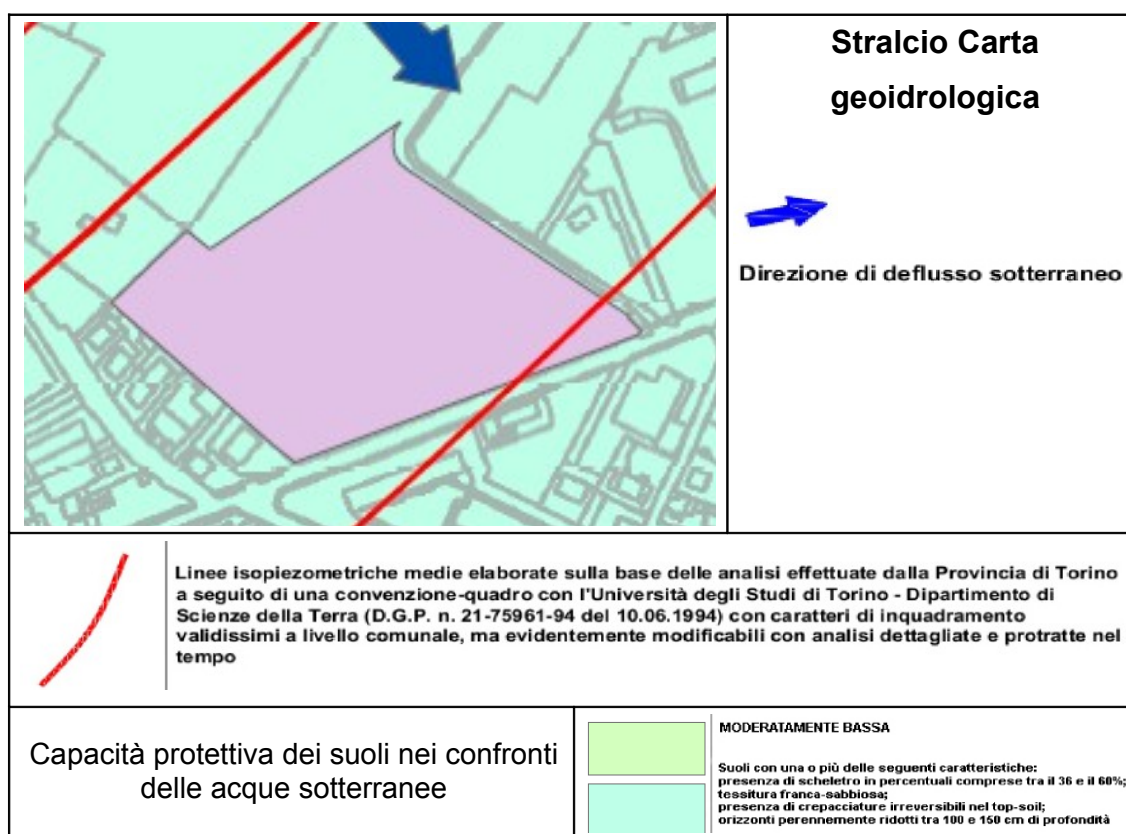 Stralcio Carta
geoidrologica
Direzione di deflusso sotterraneo
Linee isopiezometriche medie elaborate sulla base delle analisi effettuate dalla Provincia di Torino
a seguito di una convenzione-quadro con l'Università degli Studi di Torino - Dipartimento di
Scienze della Terra (D.G.P. n. 21-75961-94 del 10.06.1994) con caratteri di inquadramento
validissimi a livello comunale, ma evidentemente modificabili con analisi dettagliate e protratte nel
tempo
Capacità protettiva dei suoli nei confronti
delle acque sotterranee
MODERATAMENTE BASSA
Suoli con una o più delle seguenti caratteristiche:
presenza di scheletro in percentuali comprese tra il 36 e il 60%;
tessitura franca-sabbiosa;
presenza di crepacciature irreversibili nel top-soil;
orizzonti perennemente ridotti tra 100 e 150 cm di profondità